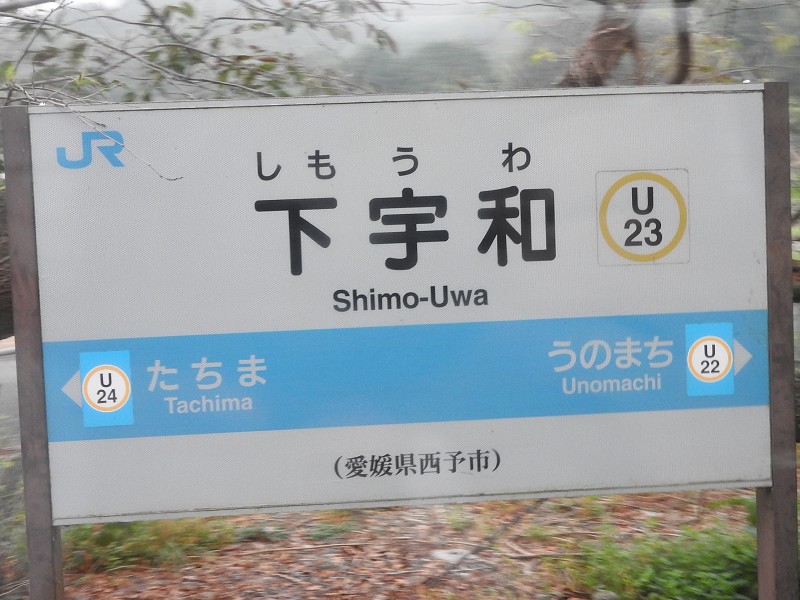 JR
しもうわ
下宇和
U
23
Shimo-Uwa
U
24
たちま
Tachima
うのまち
Unomachi
U
22
（愛媛県西予市）